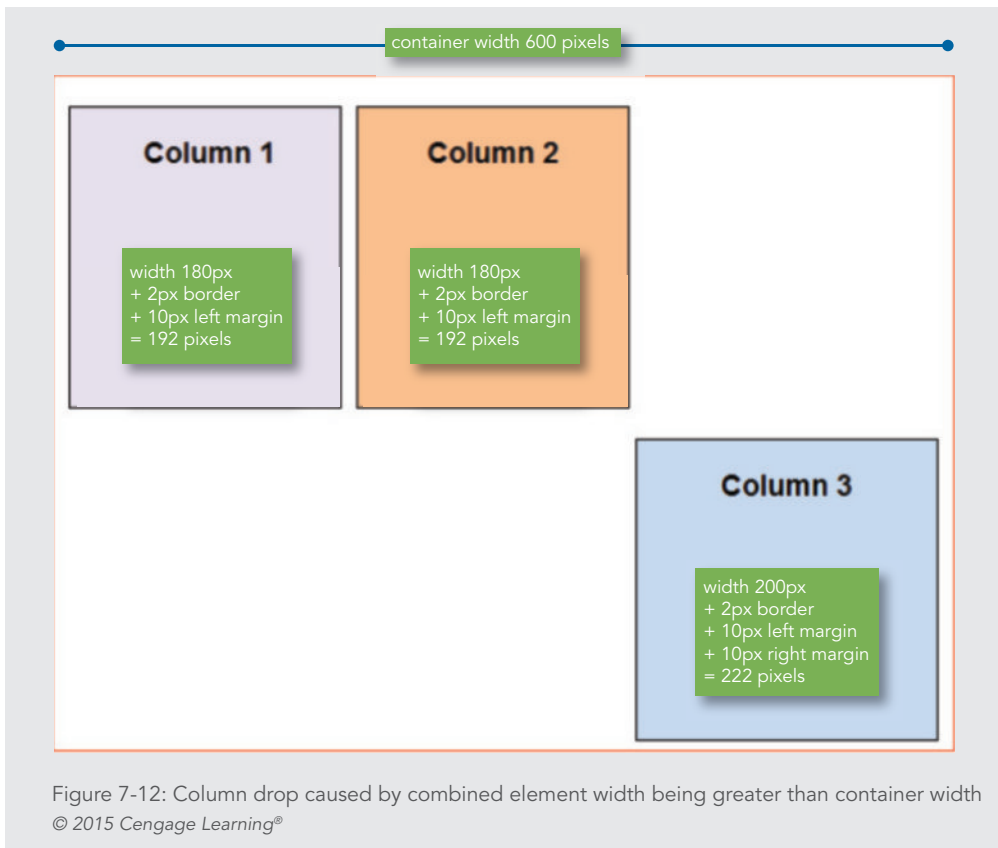 container width 600 pixels
Column 1
width 180px
+ 2px border
+ 10px left margin
= 192 pixels
Column 2
width 180px
+ 2px border
+ 10px left margin
= 192 pixels
Column 3
width 200px
+ 2px border
+ 10px left margin
+ 10px right margin
= 222 pixels
Figure 7-12: Column drop caused by combined element width being greater than container width
© 2015 Cengage Learning®